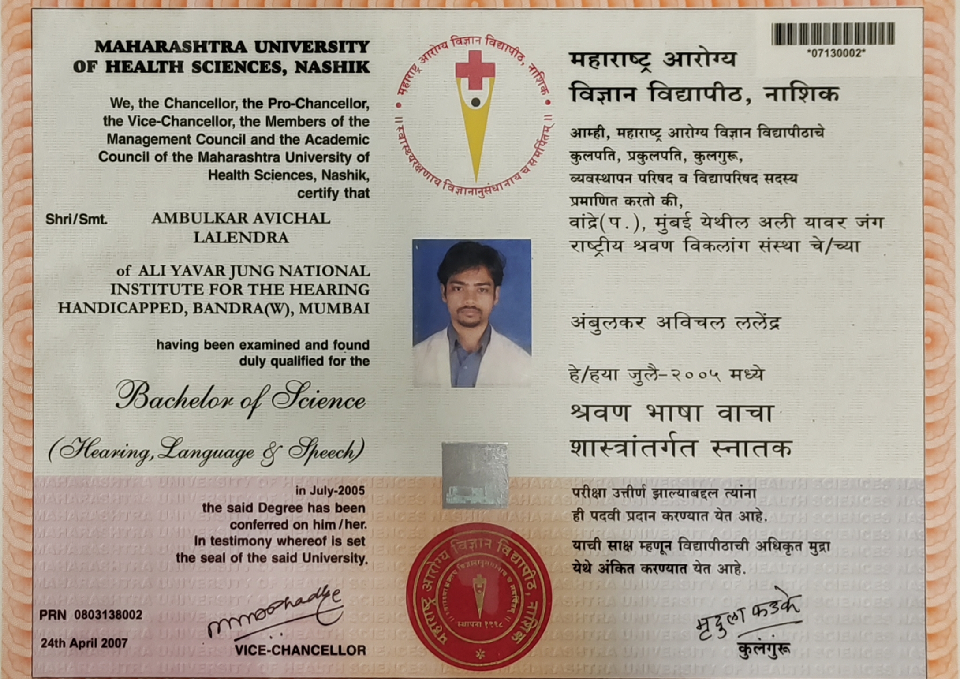 MAHARASHTRA UNIVERSITY
OF HEALTH SCIENCES, NASHIK
We, the Chancellor, the Pro-Chancellor,
the Vice-Chancellor, the Members of the
Management Council and the Academic
Council of the Maharashtra University of
Health Sciences, Nashik,
certify that
Shri/Smt. AMBULKAR AVICHAL
LALENDRA
of ALI YAVAR JUNG NATIONAL
INSTITUTE FOR THE HEARING
HANDICAPPED, BANDRA(W), MUMBAI
having been examined and found
duly qualified for the
Bachelor of Science
(Hearing, Language & Speech)
in July-2005
the said Degree has been
conferred on him/her.
In testimony whereof is set
the seal of the said University.
PRN 0803138002
24th April 2007
VICE-CHANCELLOR
महाराष्ट्र आरोग्य विज्ञान विद्यापीठ, नाशिक
महाराष्ट्र आरोग्य विज्ञान विद्यापीठ, नाशिक
स्थापना १९९८
*07130002*
महाराष्ट्र आरोग्य
विज्ञान विद्यापीठ, नाशिक
आम्ही, महाराष्ट्र आरोग्य विज्ञान विद्यापीठाचे
कुलपति, प्रकुलपति, कुलगुरू,
व्यवस्थापन परिषद व विद्यापरिषद सदस्य
प्रमाणित करतो की,
वांद्रे(प.), मुंबई येथील अली यावर जंग
राष्ट्रीय श्रवण विकलांग संस्था चे/च्या
अंबुलकर अविचल ललेंद्र
हे/हया जुलै-२००५ मध्ये
श्रवण भाषा वाचा
शास्त्रांतर्गत स्नातक
परीक्षा उत्तीर्ण झाल्याबद्दल त्यांना
ही पदवी प्रदान करण्यात येत आहे.
याची साक्ष म्हणून विद्यापीठाची अधिकृत मुद्रा
येथे अंकित करण्यात येत आहे.
मृदुला फडके
कुलगुरू